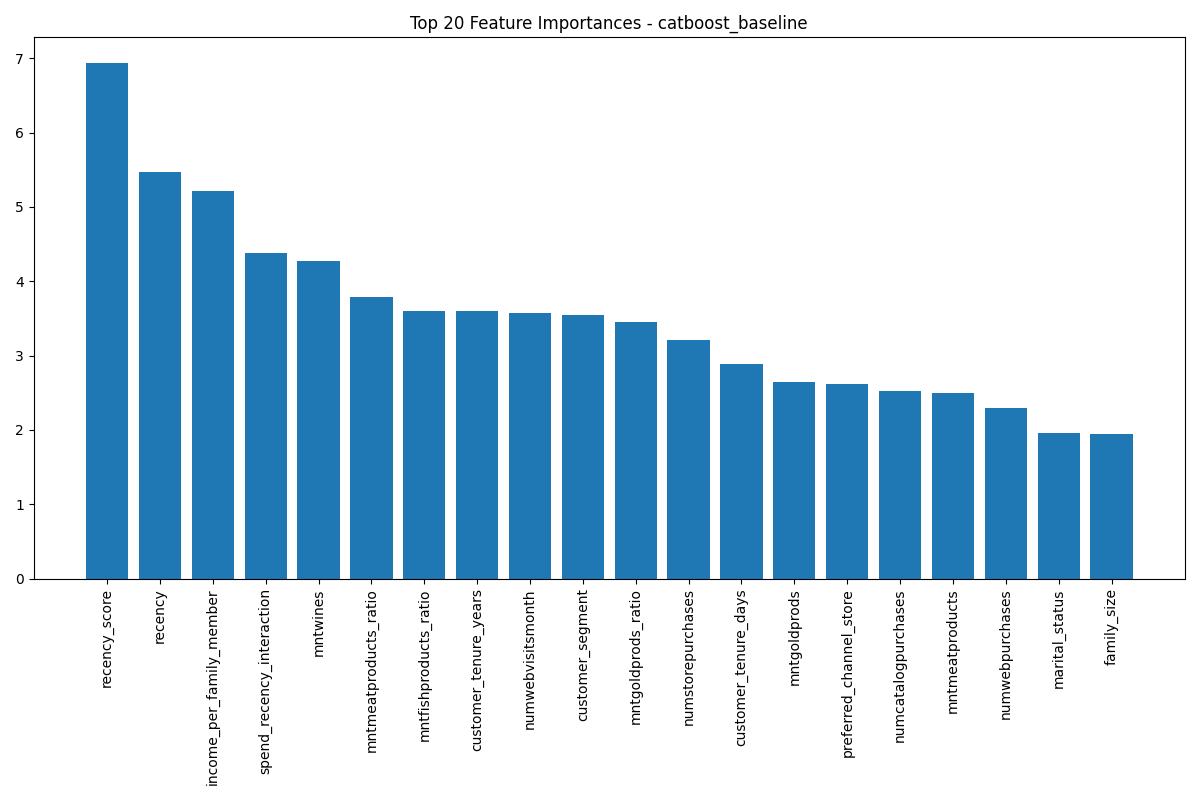 Top 20 Feature Importances - catboost_baseline
7
6
5
4
3
2
1
0
recency_score
recency
income_per_family_member
spend_recency_interaction
mntwines
mntmeatproducts_ratio
mntfishproducts_ratio
customer_tenure_years
numwebvisitsmonth
customer_segment
mntgoldprods_ratio
numstorepurchases
customer_tenure_days
mntgoldprods
preferred_channel_store
numcatalogpurchases
mntmeatproducts
numwebpurchases
marital_status
family_size